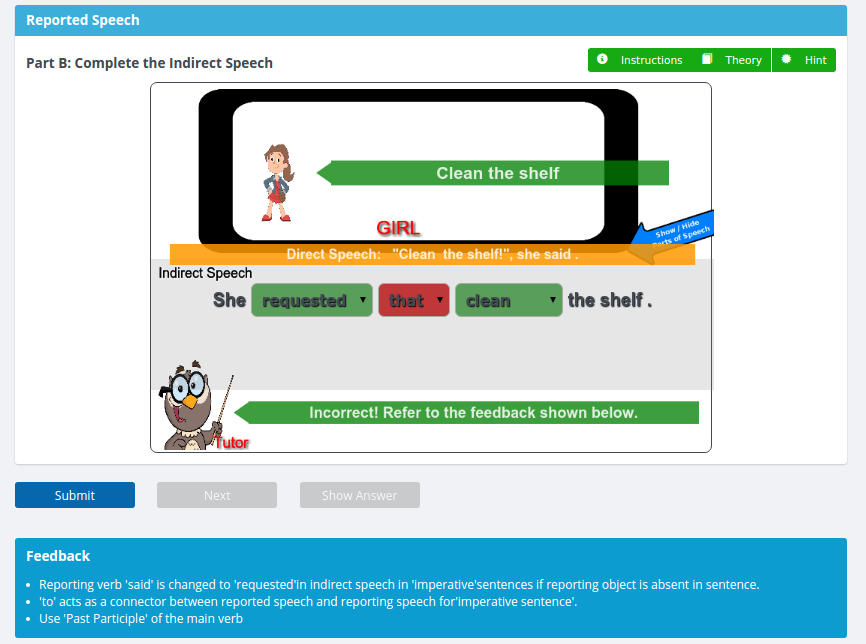 Reported Speech
Part B: Complete the Indirect Speech
Instructions Theory Hint
Clean the shelf
GIRL
Show / Hide
Parts of Speech
Direct Speech: "Clean the shelf!", she said .
Indirect Speech
She requested that clean the shelf .
Incorrect! Refer to the feedback shown below.
Tutor
Submit Next Show Answer
Feedback
• Reporting verb 'said' is changed to 'requested'in indirect speech in 'imperative'sentences if reporting object is absent in sentence.
• 'to' acts as a connector between reported speech and reporting speech for'imperative sentence'.
• Use 'Past Participle' of the main verb